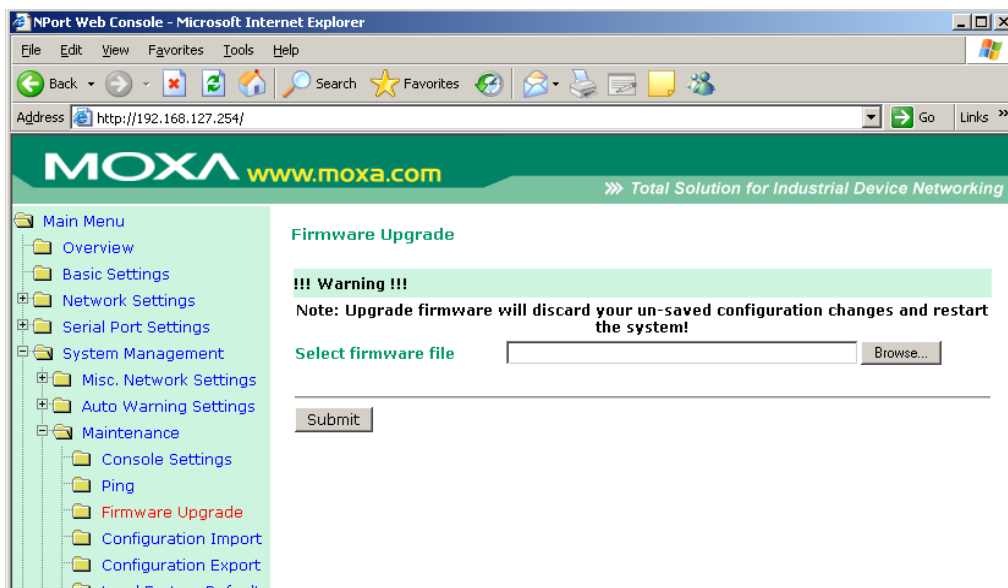 NPort Web Console - Microsoft Internet Explorer
File Edit View Favorites Tools Help
Back Search Favorites
Address http://192.168.127.254/ Go Links »
MOXA www.moxa.com
Total Solution for Industrial Device Networking
Main Menu
Overview
Basic Settings
Network Settings
Serial Port Settings
System Management
Misc. Network Settings
Auto Warning Settings
Maintenance
Console Settings
Ping
Firmware Upgrade
Configuration Import
Configuration Export
Firmware Upgrade
!!! Warning !!!
Note: Upgrade firmware will discard your un-saved configuration changes and restart
the system!
Select firmware file Browse...
Submit